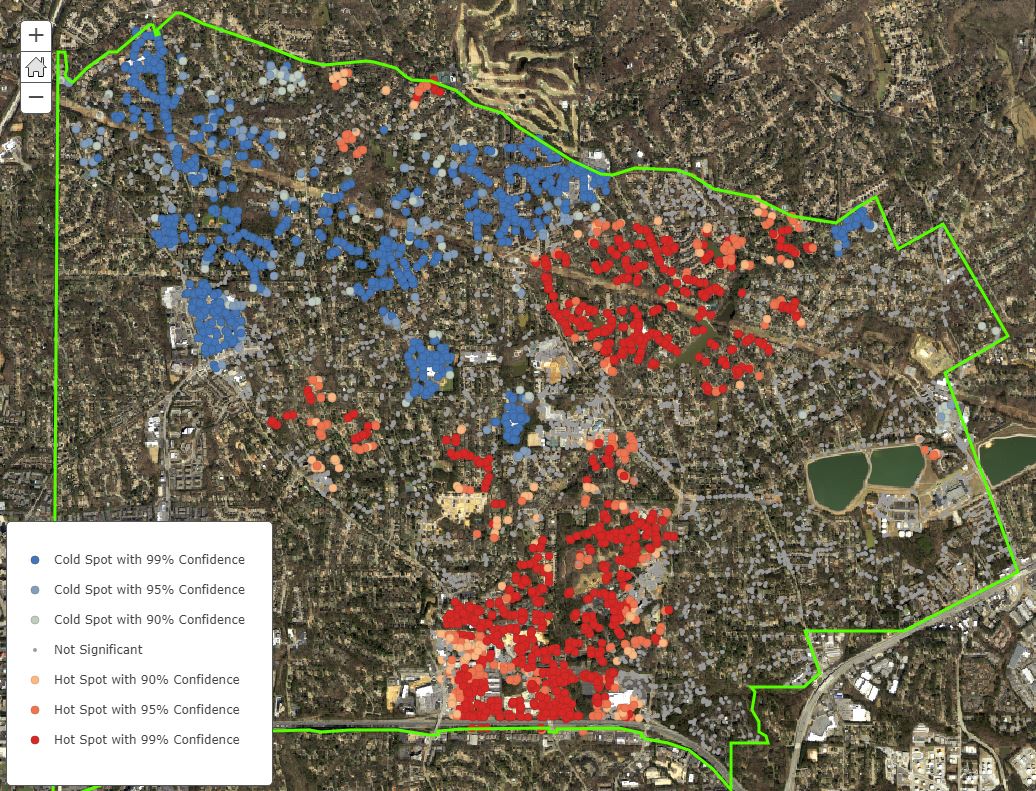 +
−
Cold Spot with 99% Confidence
Cold Spot with 95% Confidence
Cold Spot with 90% Confidence
Not Significant
Hot Spot with 90% Confidence
Hot Spot with 95% Confidence
Hot Spot with 99% Confidence